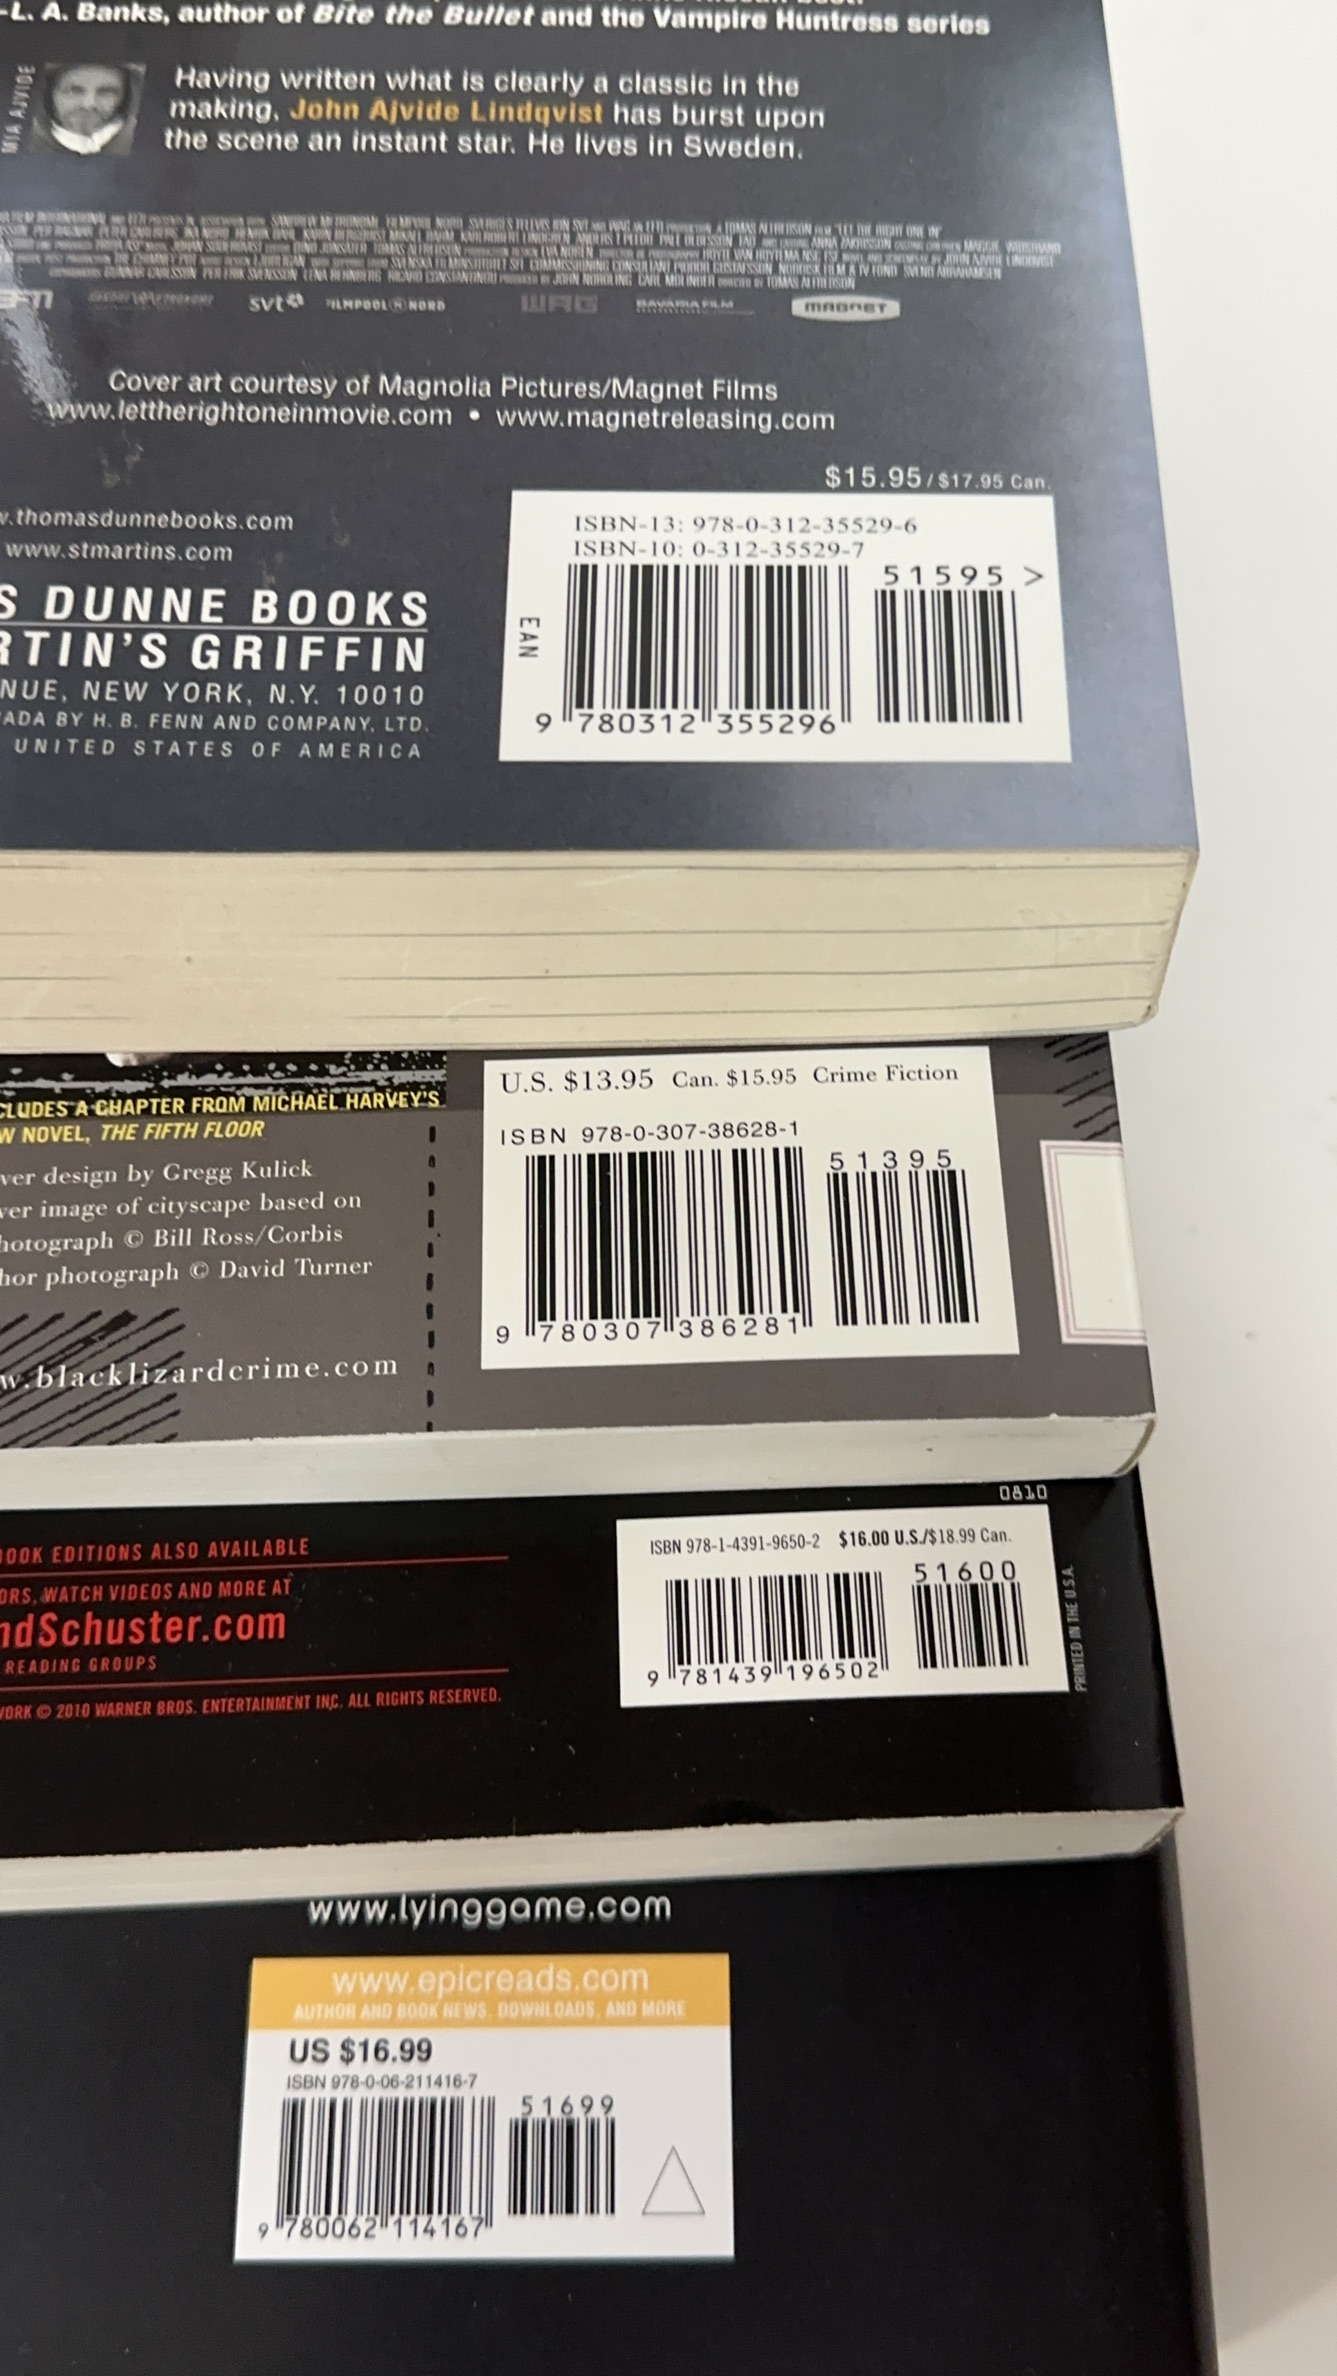 -L. A. Banks, author of Bite the Bullet and the Vampire Huntress series
MIA AJVIDE
Having written what is clearly a classic in the
making, John Ajvide Lindqvist has burst upon
the scene an instant star. He lives in Sweden.
svt FILMPOOL NORD WAG BAVARIA FILM MAGNET
Cover art courtesy of Magnolia Pictures/Magnet Films
www.lettherightoneinmovie.com • www.magnetreleasing.com
$15.95 / $17.95 Can.
.thomasdunnebooks.com
www.stmartins.com
S DUNNE BOOKS
RTIN'S GRIFFIN
NUE, NEW YORK, N.Y. 10010
ADA BY H. B. FENN AND COMPANY, LTD.
UNITED STATES OF AMERICA
ISBN-13: 978-0-312-35529-6
ISBN-10: 0-312-35529-7
51595 >
EAN
9 780312 355296
CLUDES A CHAPTER FROM MICHAEL HARVEY'S
W NOVEL, THE FIFTH FLOOR
ver design by Gregg Kulick
ver image of cityscape based on
hotograph © Bill Ross/Corbis
hor photograph © David Turner
w.blacklizardcrime.com
U.S. $13.95 Can. $15.95 Crime Fiction
ISBN 978-0-307-38628-1
51395
9 780307 386281
0810
OOK EDITIONS ALSO AVAILABLE
ORS, WATCH VIDEOS AND MORE AT
ndSchuster.com
READING GROUPS
WORK © 2010 WARNER BROS. ENTERTAINMENT INC. ALL RIGHTS RESERVED.
ISBN 978-1-4391-9650-2 $16.00 U.S./$18.99 Can.
51600
9 781439 196502
PRINTED IN THE U.S.A.
www.lyinggame.com
www.epicreads.com
AUTHOR AND BOOK NEWS, DOWNLOADS, AND MORE
US $16.99
ISBN 978-0-06-211416-7
51699
9 780062 114167